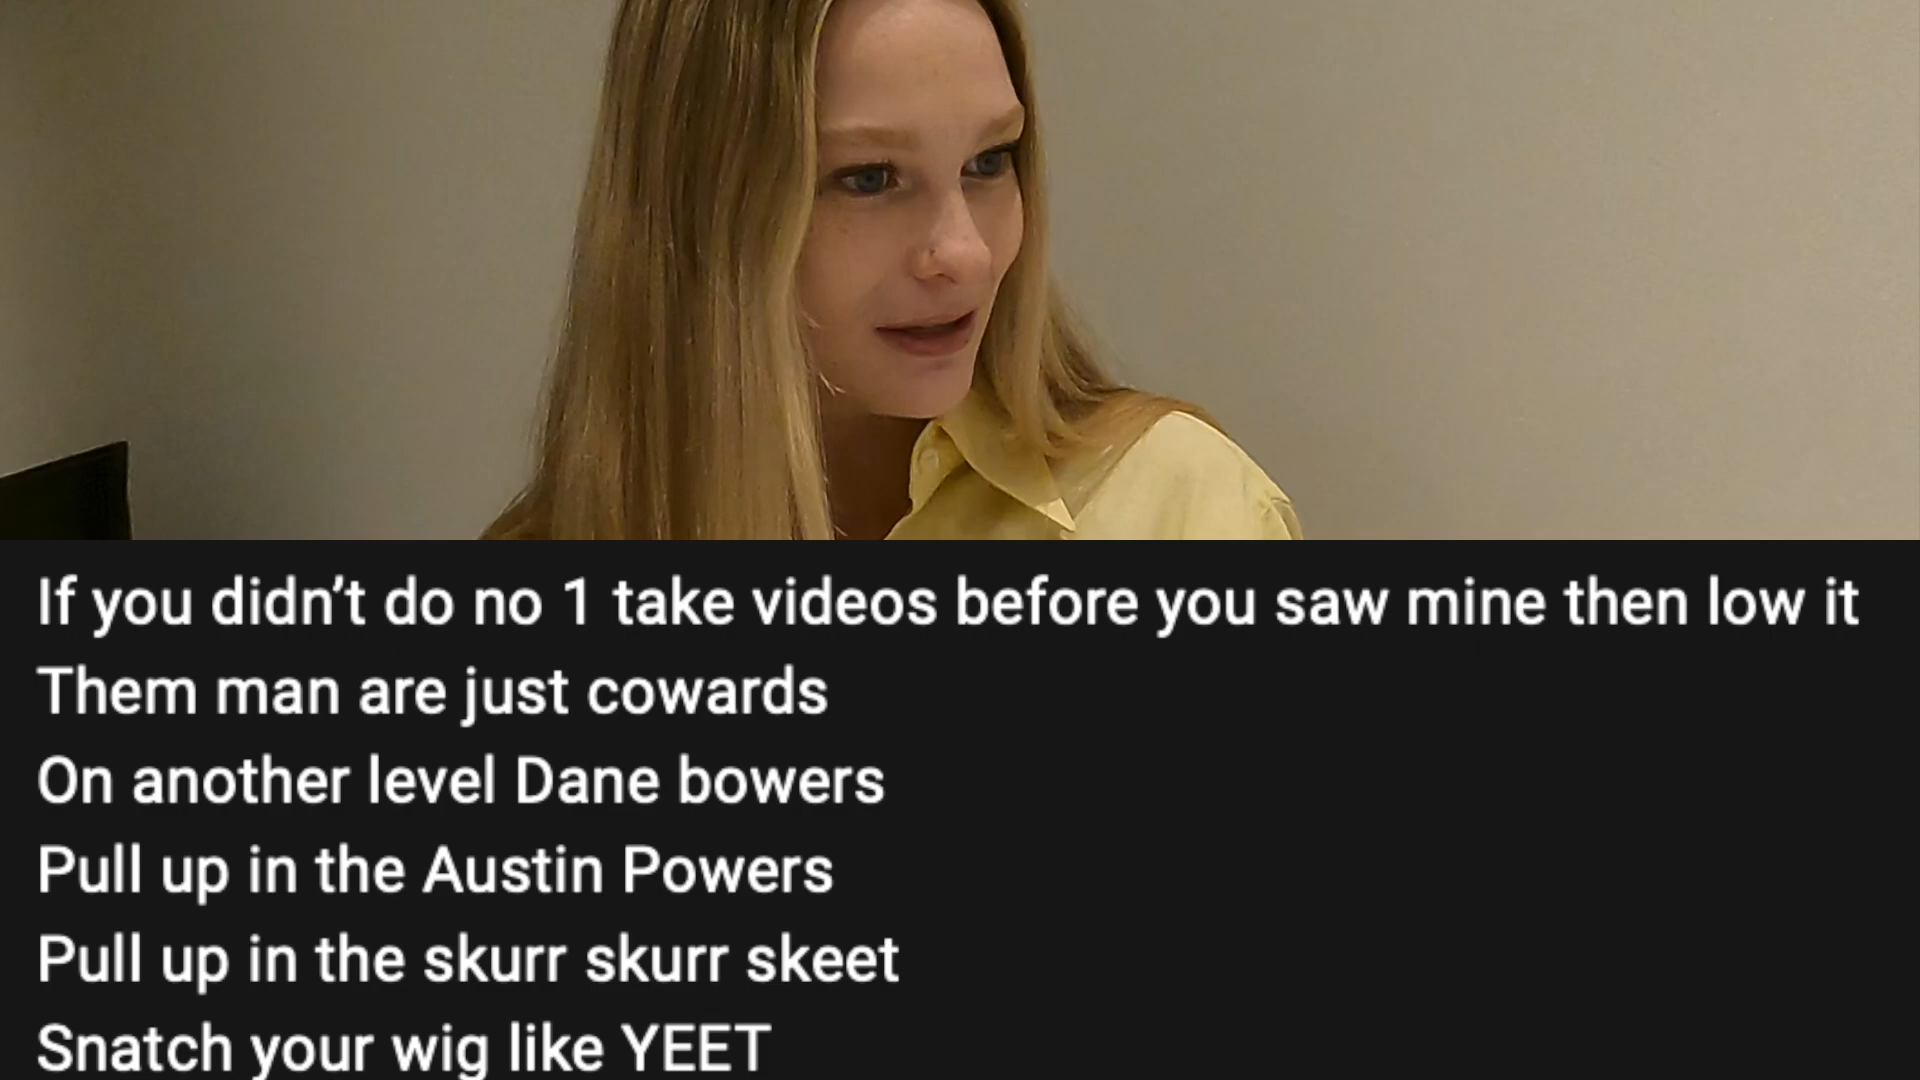 If you didn’t do no 1 take videos before you saw mine then low it
Them man are just cowards
On another level Dane bowers
Pull up in the Austin Powers
Pull up in the skurr skurr skeet
Snatch your wig like YEET